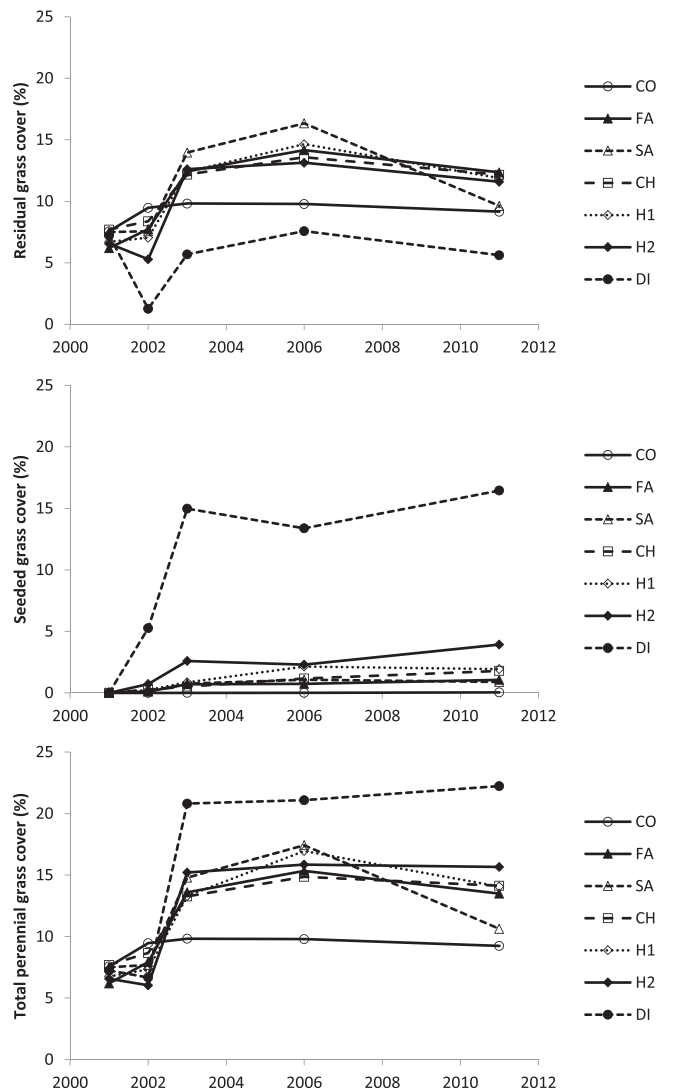 25
20
15
10
5
0
Residual grass cover (%)
2000 2002 2004 2006 2008 2010 2012
CO
FA
SA
CH
H1
H2
DI
25
20
15
10
5
0
Seeded grass cover (%)
2000 2002 2004 2006 2008 2010 2012
CO
FA
SA
CH
H1
H2
DI
25
20
15
10
5
0
Total perennial grass cover (%)
2000 2002 2004 2006 2008 2010 2012
CO
FA
SA
CH
H1
H2
DI